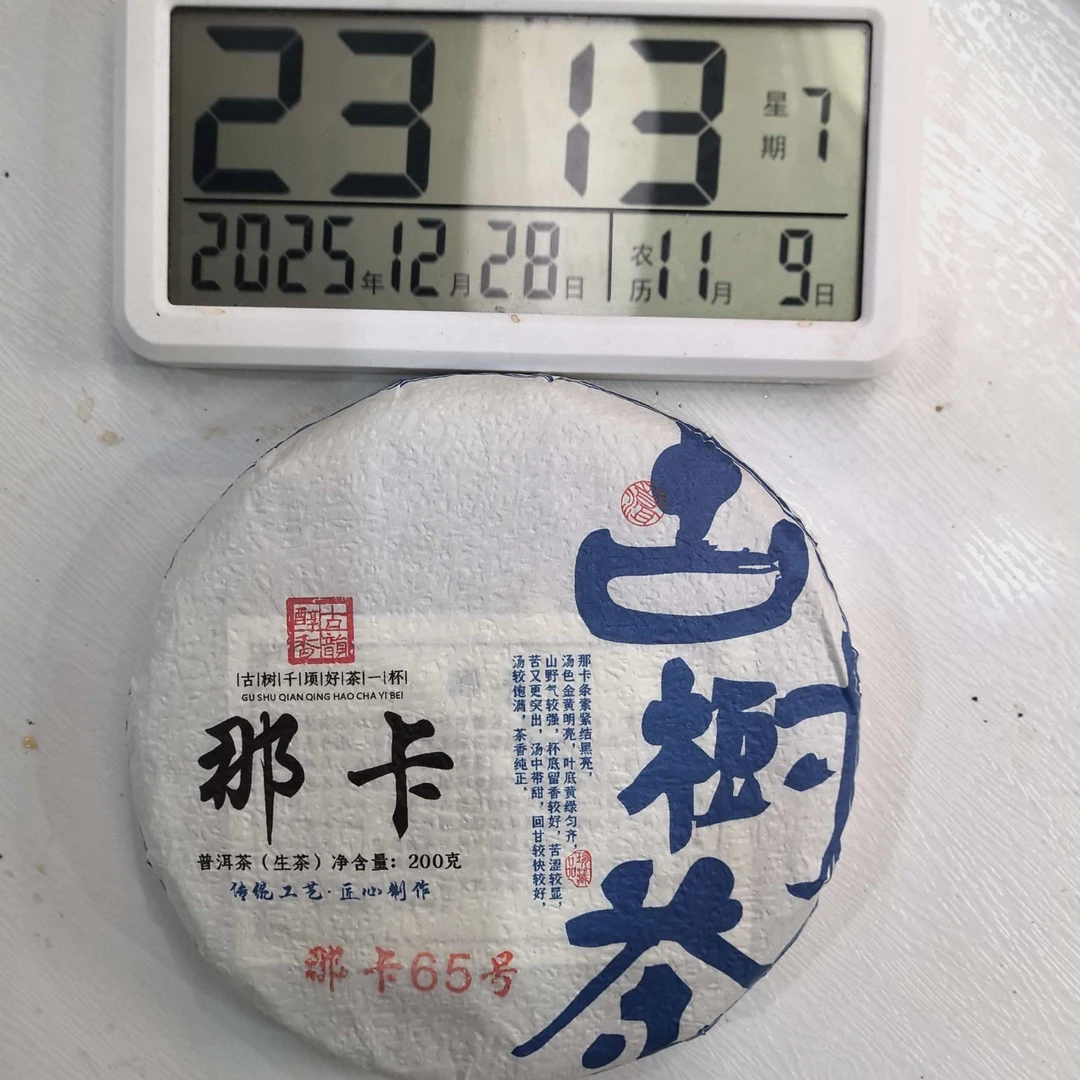 23 13
星期7
2025年12月28日
农历11月9日
山樹茶
古韻
醇香
古树千顷好茶一杯
GU SHU QIAN QING HAO CHA YI BEI
那卡
那卡条索紧结黑亮，
汤色金黄明亮，叶底黄绿匀齐，
山野气较强，杯底留香较好，苦涩较显，
苦又更突出，汤中带甜，回甘较快较好，
汤较饱满，茶香纯正。
珍藏品
普洱茶（生茶）净含量：200克
传统工艺·匠心制作
那卡65号